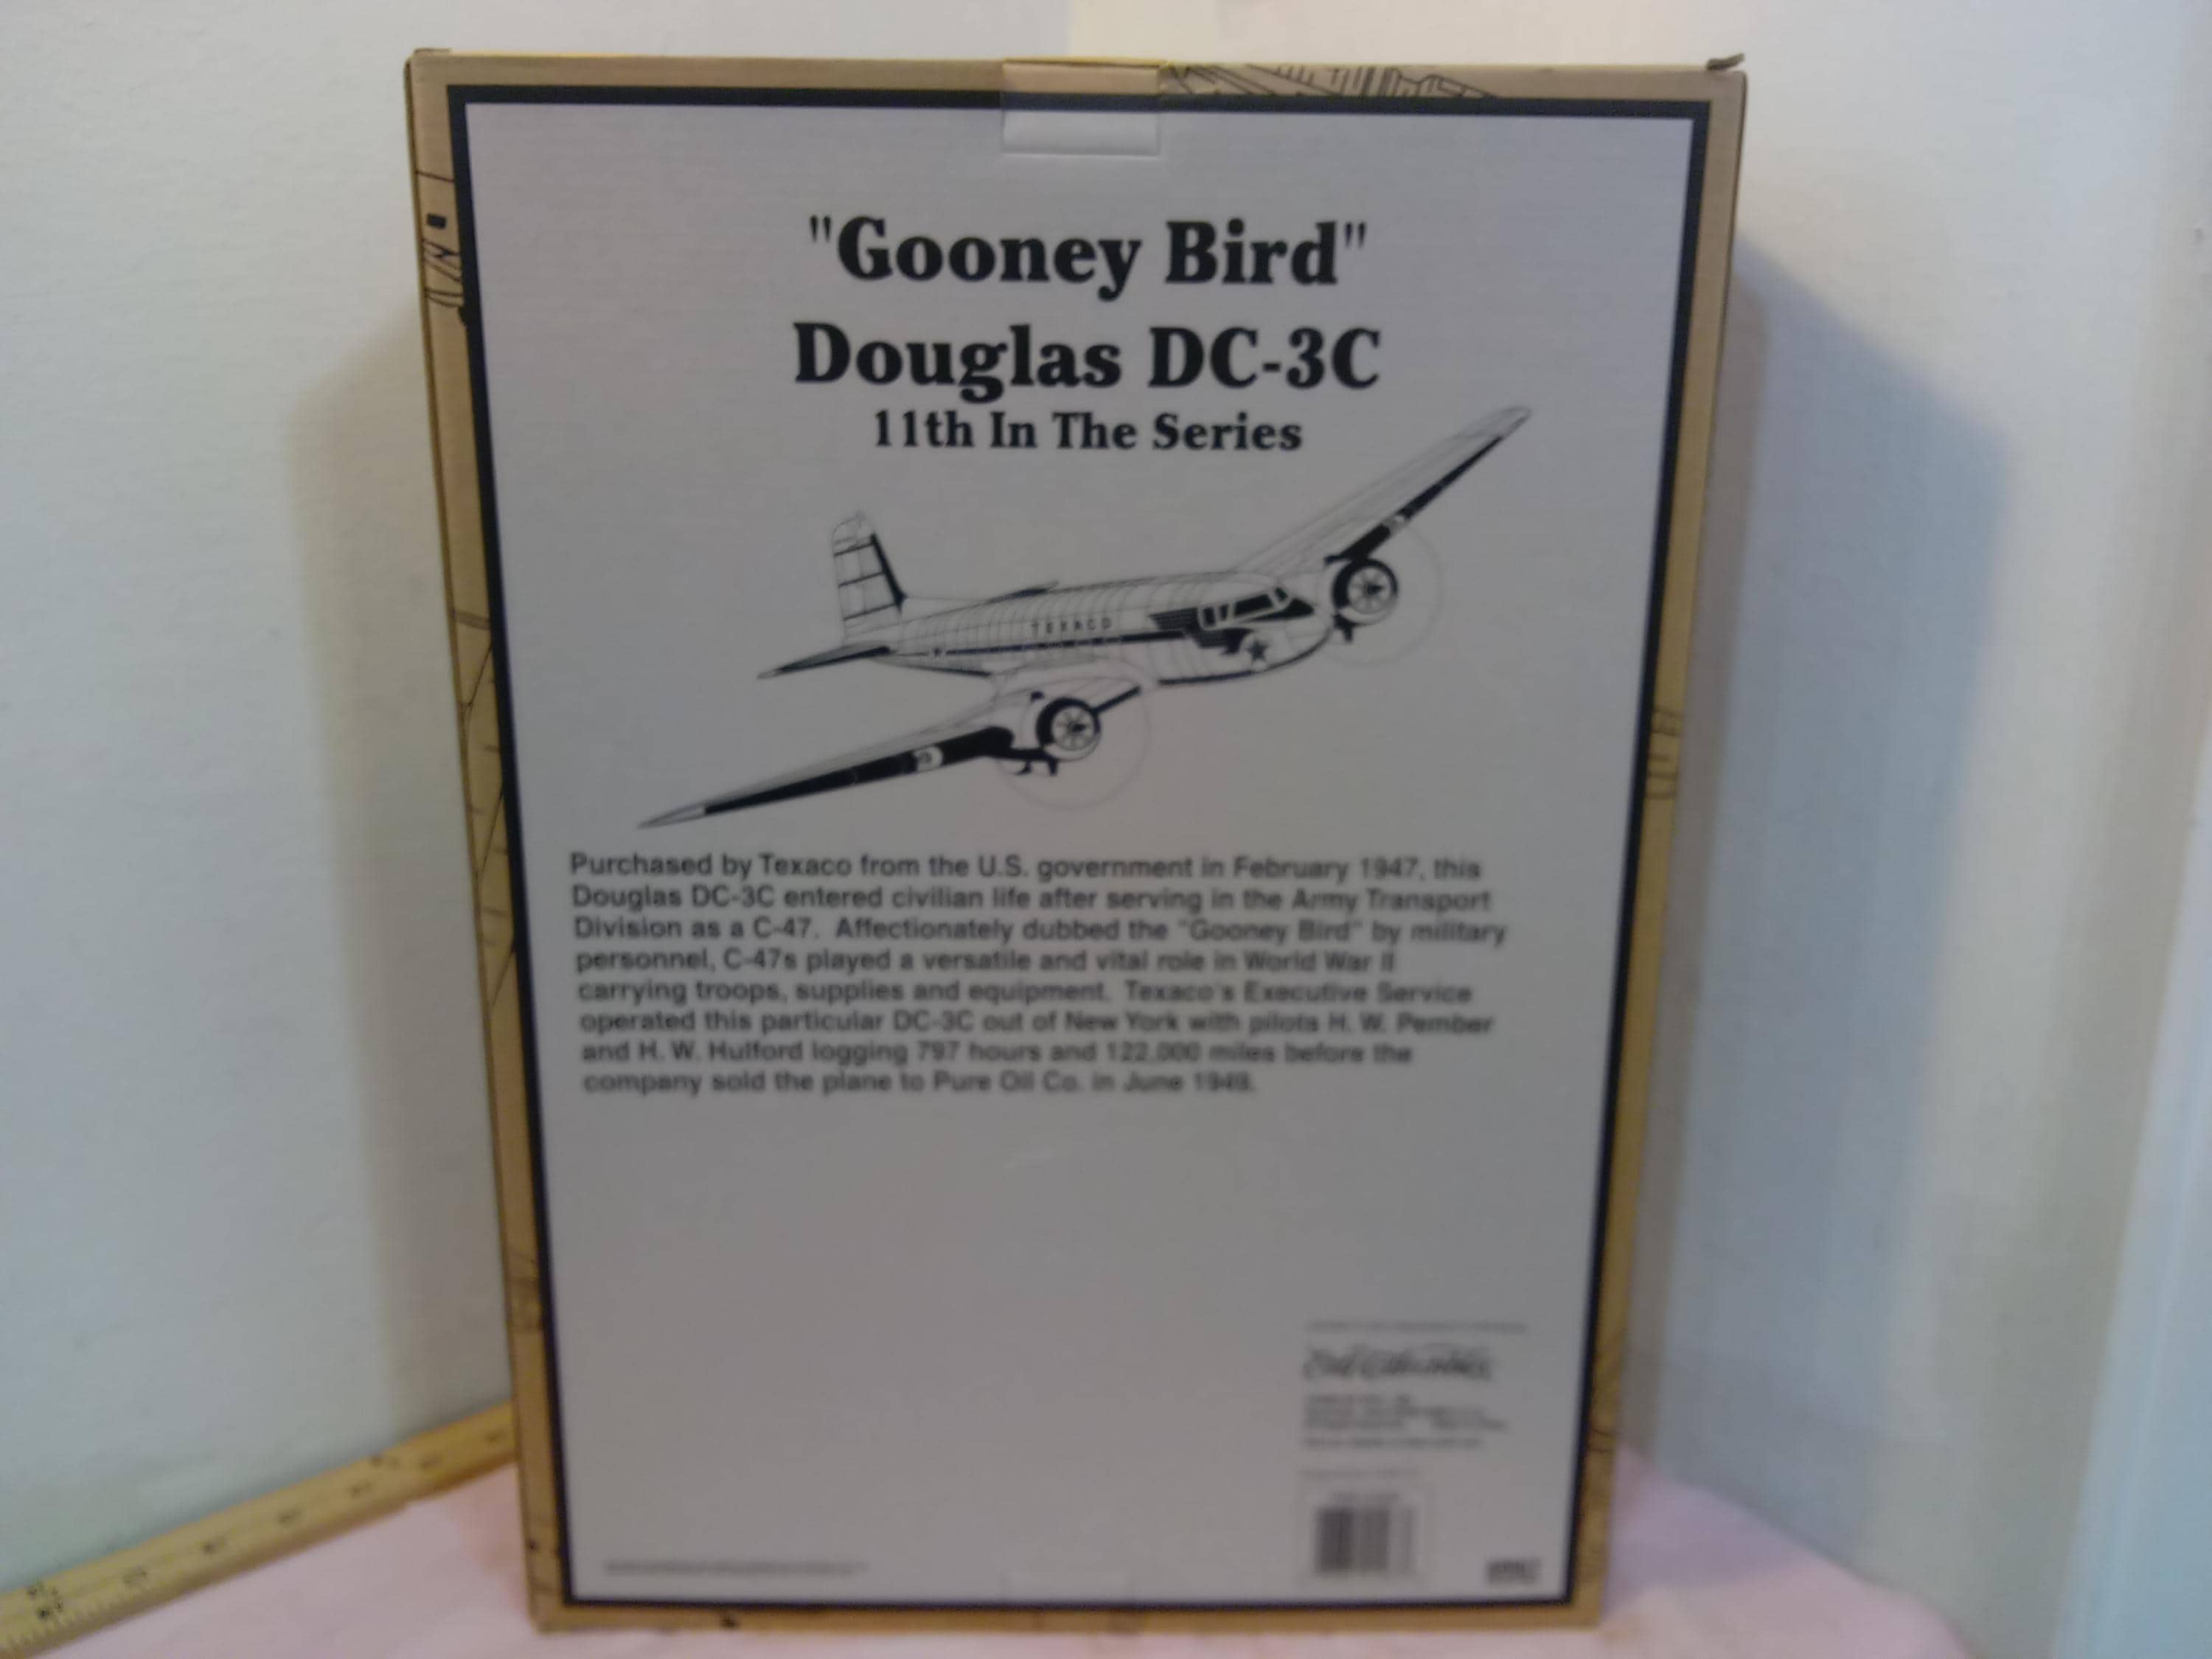 "Gooney Bird"
Douglas DC-3C
11th In The Series
TEXACO
Purchased by Texaco from the U.S. government in February 1947, this
Douglas DC-3C entered civilian life after serving in the Army Transport
Division as a C-47. Affectionately dubbed the "Gooney Bird" by military
personnel, C-47s played a versatile and vital role in World War II
carrying troops, supplies and equipment. Texaco's Executive Service
operated this particular DC-3C out of New York with pilots H. W. Pember
and H. W. Hulford logging 797 hours and 122,000 miles before the
company sold the plane to Pure Oil Co. in June 1949.